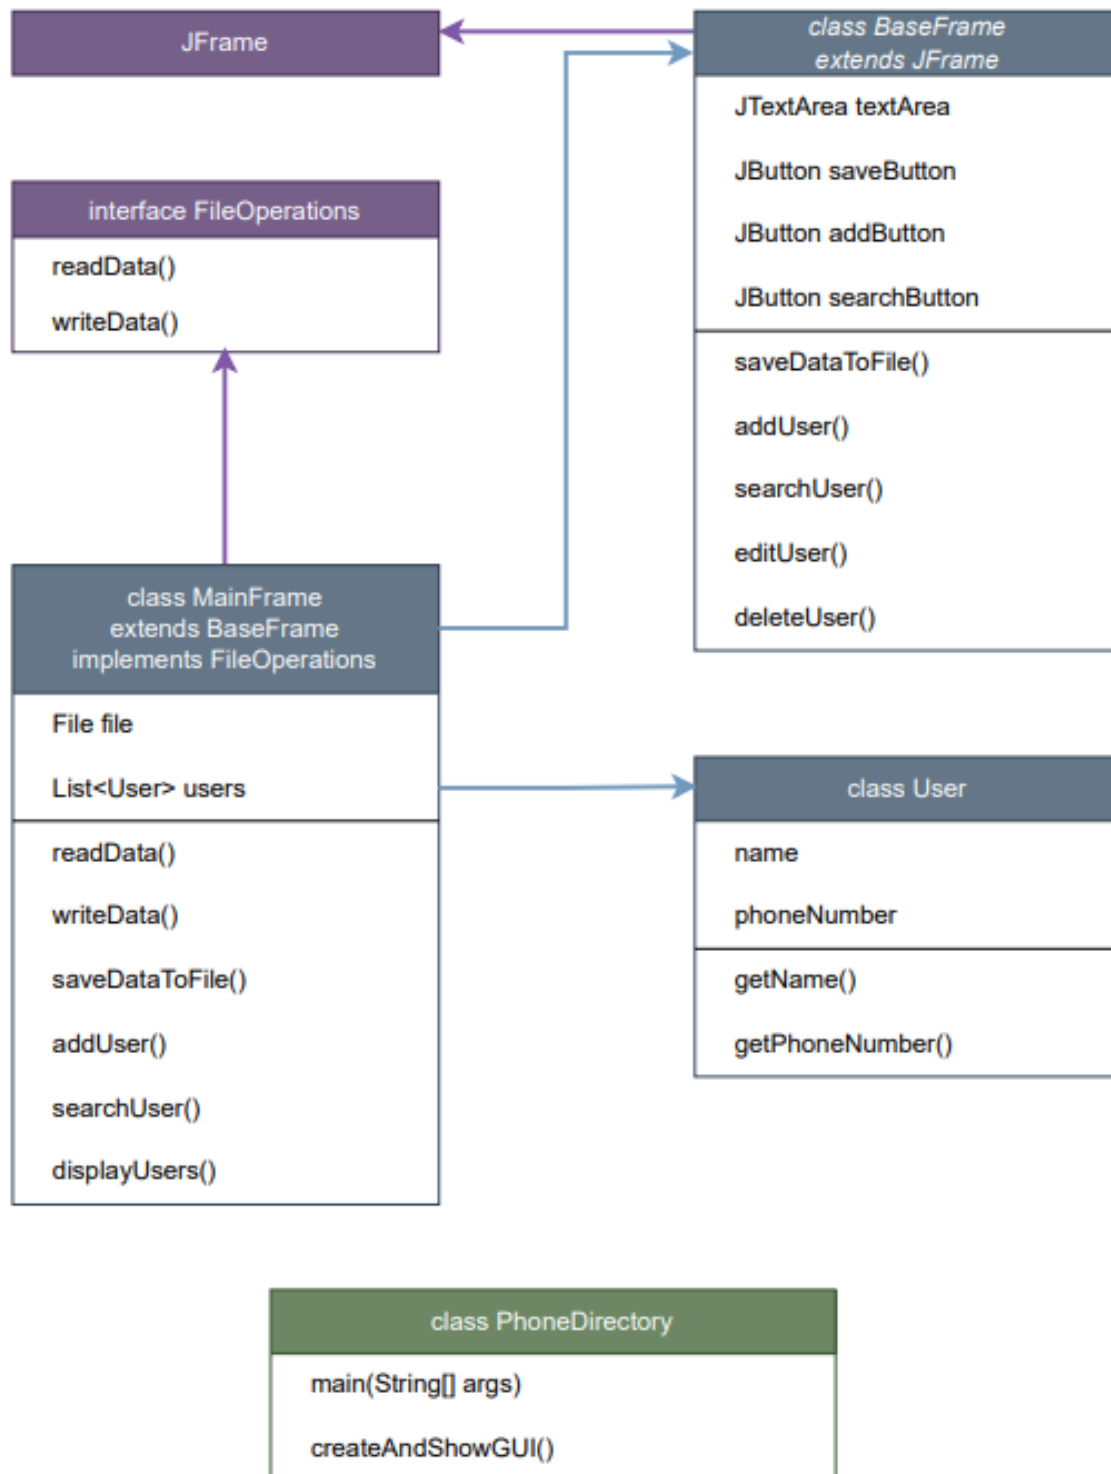 JFrame
class BaseFrame
extends JFrame
JTextArea textArea
JButton saveButton
JButton addButton
JButton searchButton
saveDataToFile()
addUser()
searchUser()
editUser()
deleteUser()
interface FileOperations
readData()
writeData()
class MainFrame
extends BaseFrame
implements FileOperations
File file
List<User> users
readData()
writeData()
saveDataToFile()
addUser()
searchUser()
displayUsers()
class User
name
phoneNumber
getName()
getPhoneNumber()
class PhoneDirectory
main(String[] args)
createAndShowGUI()